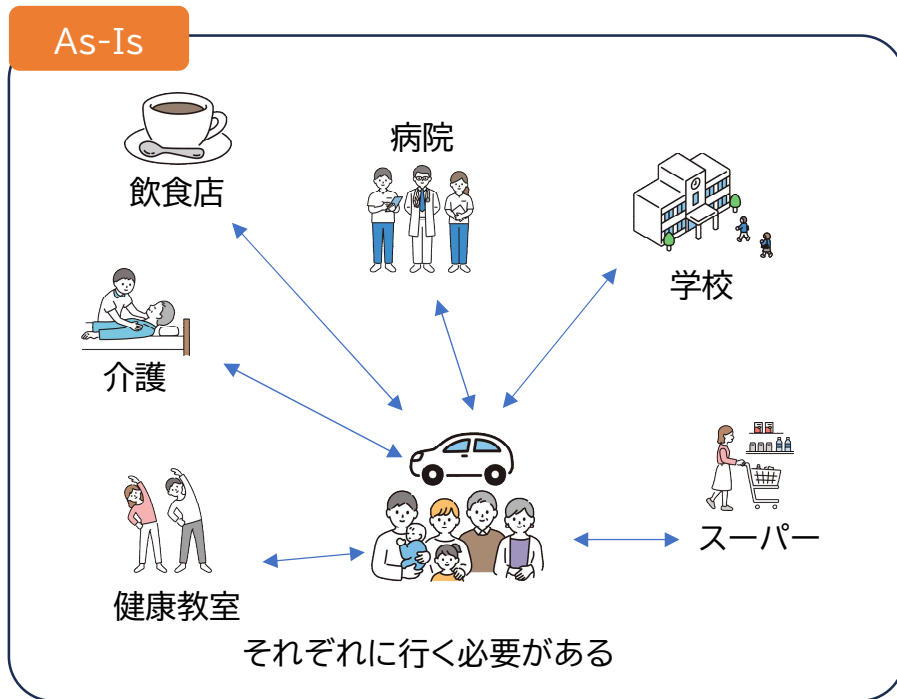 As-Is
飲食店
病院
学校
介護
スーパー
健康教室
それぞれに行く必要がある